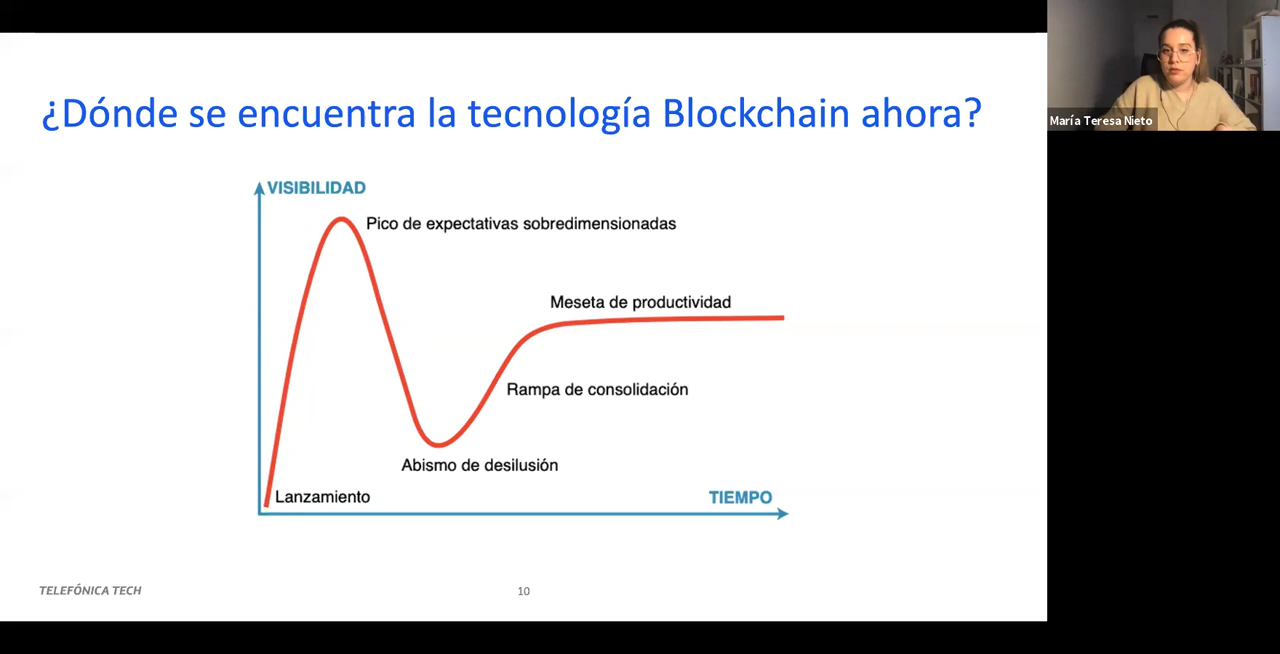 ¿Dónde se encuentra la tecnología Blockchain ahora?
María Teresa Nieto
VISIBILIDAD
Pico de expectativas sobredimensionadas
Meseta de productividad
Rampa de consolidación
Abismo de desilusión
Lanzamiento
TIEMPO
TELEFÓNICA TECH
10